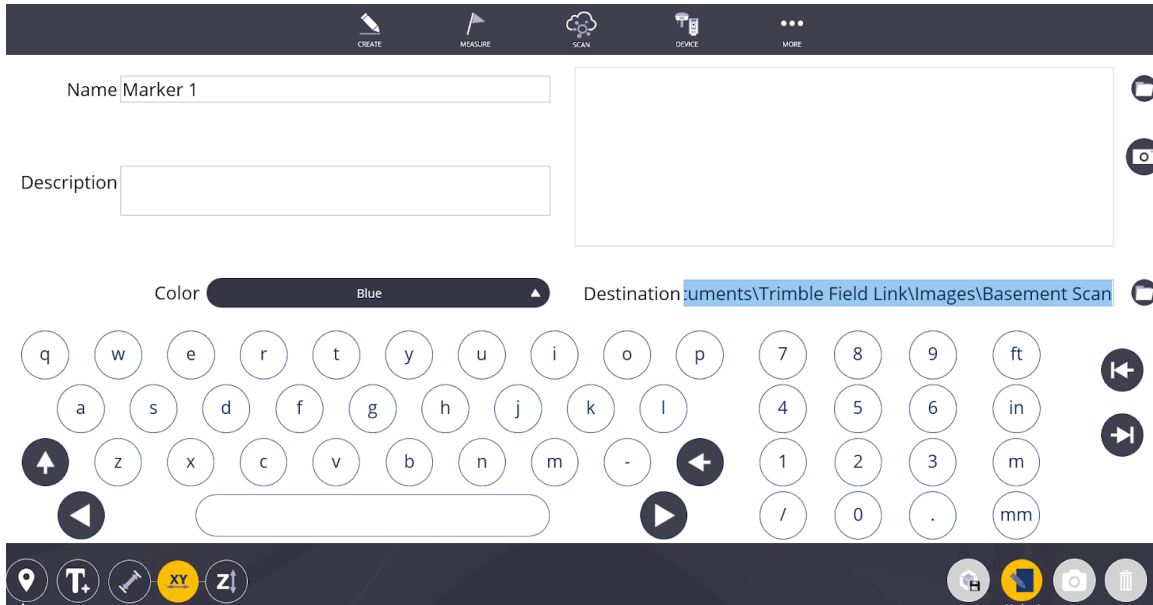 CREATE MEASURE SCAN DEVICE MORE
Name Marker 1
Description
Color Blue Destination :uments\Trimble Field Link\Images\Basement Scan
q w e r t y u i o p 7 8 9 ft
a s d f g h j k l 4 5 6 in
z x c v b n m - 1 2 3 m
/ 0 . mm
T+ XY Z